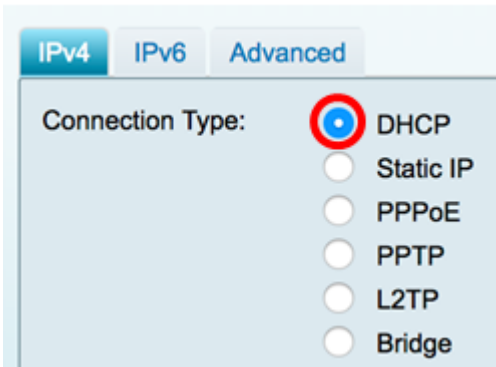 IPv4 IPv6 Advanced
Connection Type: DHCP
Static IP
PPPoE
PPTP
L2TP
Bridge